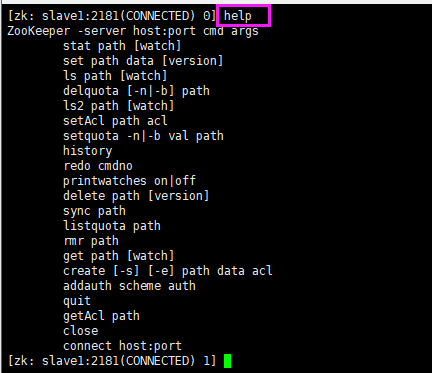 [zk: slave1:2181(CONNECTED) 0] help
ZooKeeper -server host:port cmd args
stat path [watch]
set path data [version]
ls path [watch]
delquota [-n|-b] path
ls2 path [watch]
setAcl path acl
setquota -n|-b val path
history
redo cmdno
printwatches on|off
delete path [version]
sync path
listquota path
rmr path
get path [watch]
create [-s] [-e] path data acl
addauth scheme auth
quit
getAcl path
close
connect host:port
[zk: slave1:2181(CONNECTED) 1]